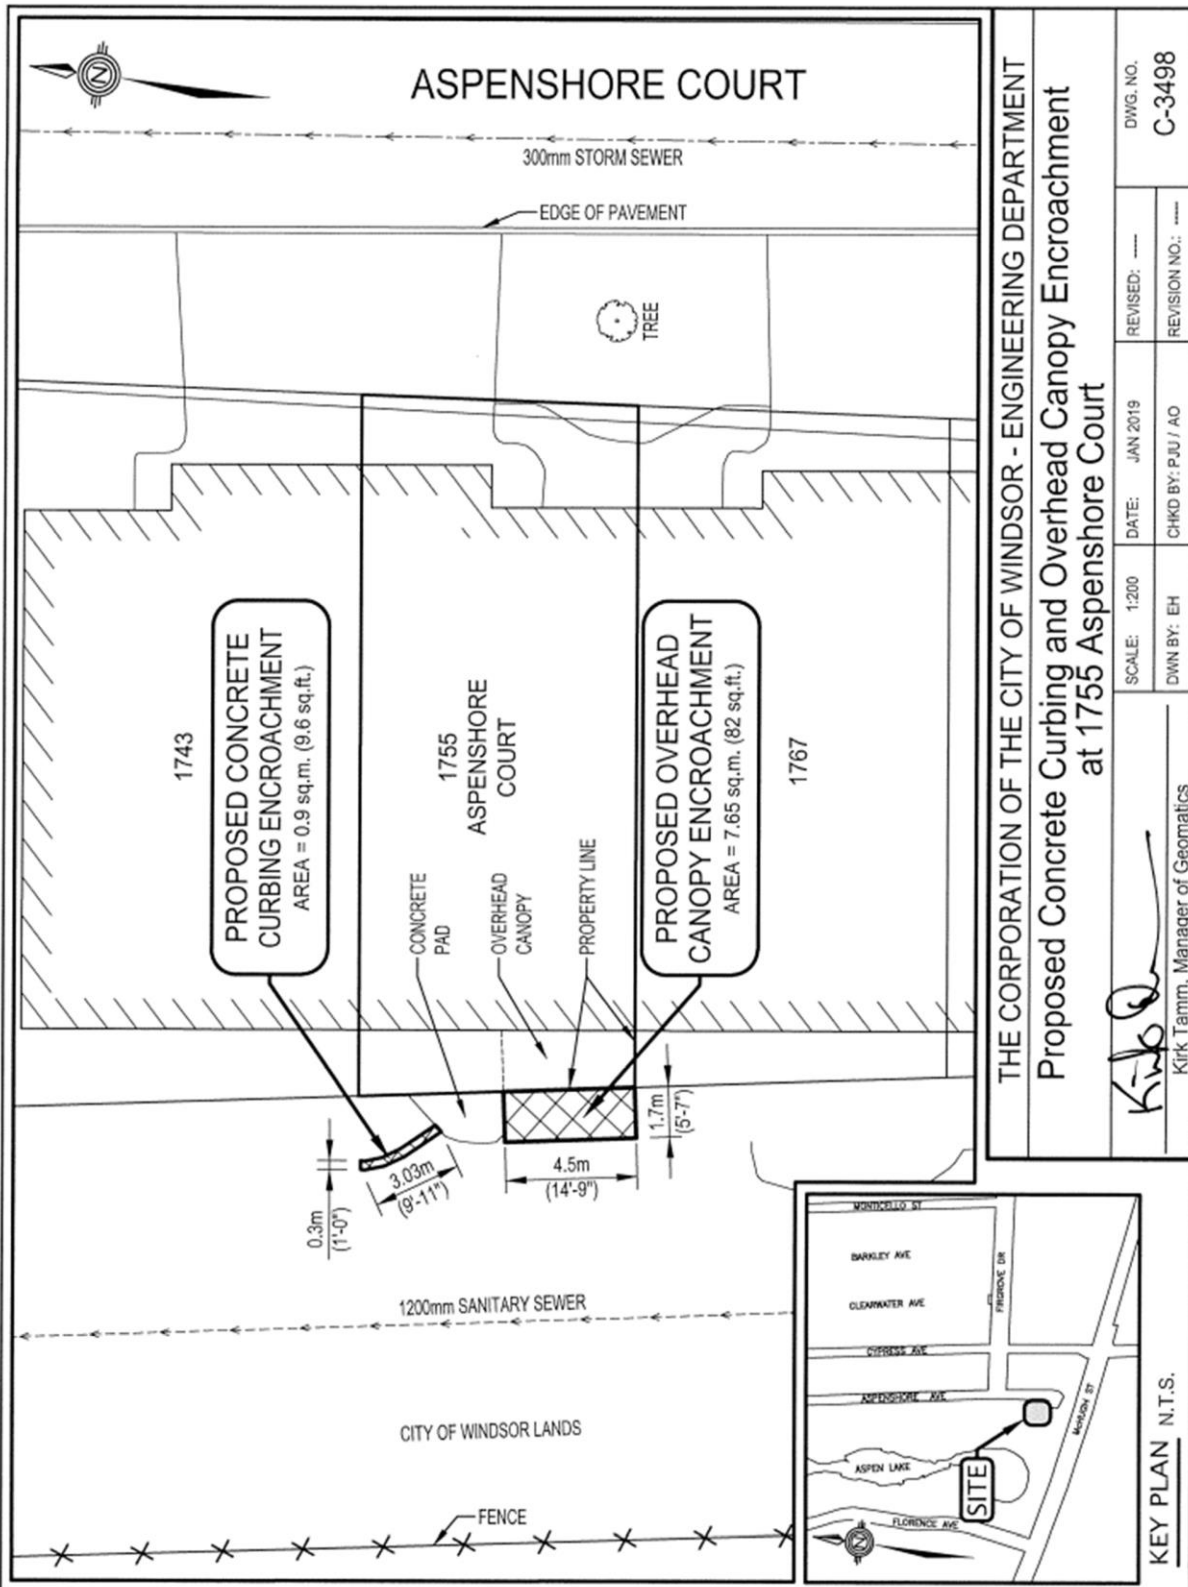 N
ASPENSHORE COURT
300mm STORM SEWER
EDGE OF PAVEMENT
TREE
1743
PROPOSED CONCRETE
CURBING ENCROACHMENT
AREA = 0.9 sq.m. (9.6 sq.ft.)
1755
ASPENSHORE
COURT
PROPOSED OVERHEAD
CANOPY ENCROACHMENT
AREA = 7.65 sq.m. (82 sq.ft.)
1767
CONCRETE
PAD
OVERHEAD
CANOPY
PROPERTY LINE
0.3m
(1'-0")
3.03m
(9'-11")
4.5m
(14'-9")
1.7m
(5'-7")
1200mm SANITARY SEWER
CITY OF WINDSOR LANDS
FENCE
THE CORPORATION OF THE CITY OF WINDSOR - ENGINEERING DEPARTMENT
Proposed Concrete Curbing and Overhead Canopy Encroachment
at 1755 Aspenshore Court
Kirk Tamm, Manager of Geomatics
SCALE: 1:200
DATE: JAN 2019
REVISED: ----
DWG. NO.
C-3498
DWN BY: EH
CHKD BY: PJU / AO
REVISION NO.: ----
MONTICELLO ST
BARKLEY AVE
CLEARWATER AVE
FIRGROVE DR
CYPRESS AVE
ASPENSHORE AVE
McHUGH ST
ASPEN LAKE
SITE
FLORENCE AVE
N
KEY PLAN N.T.S.